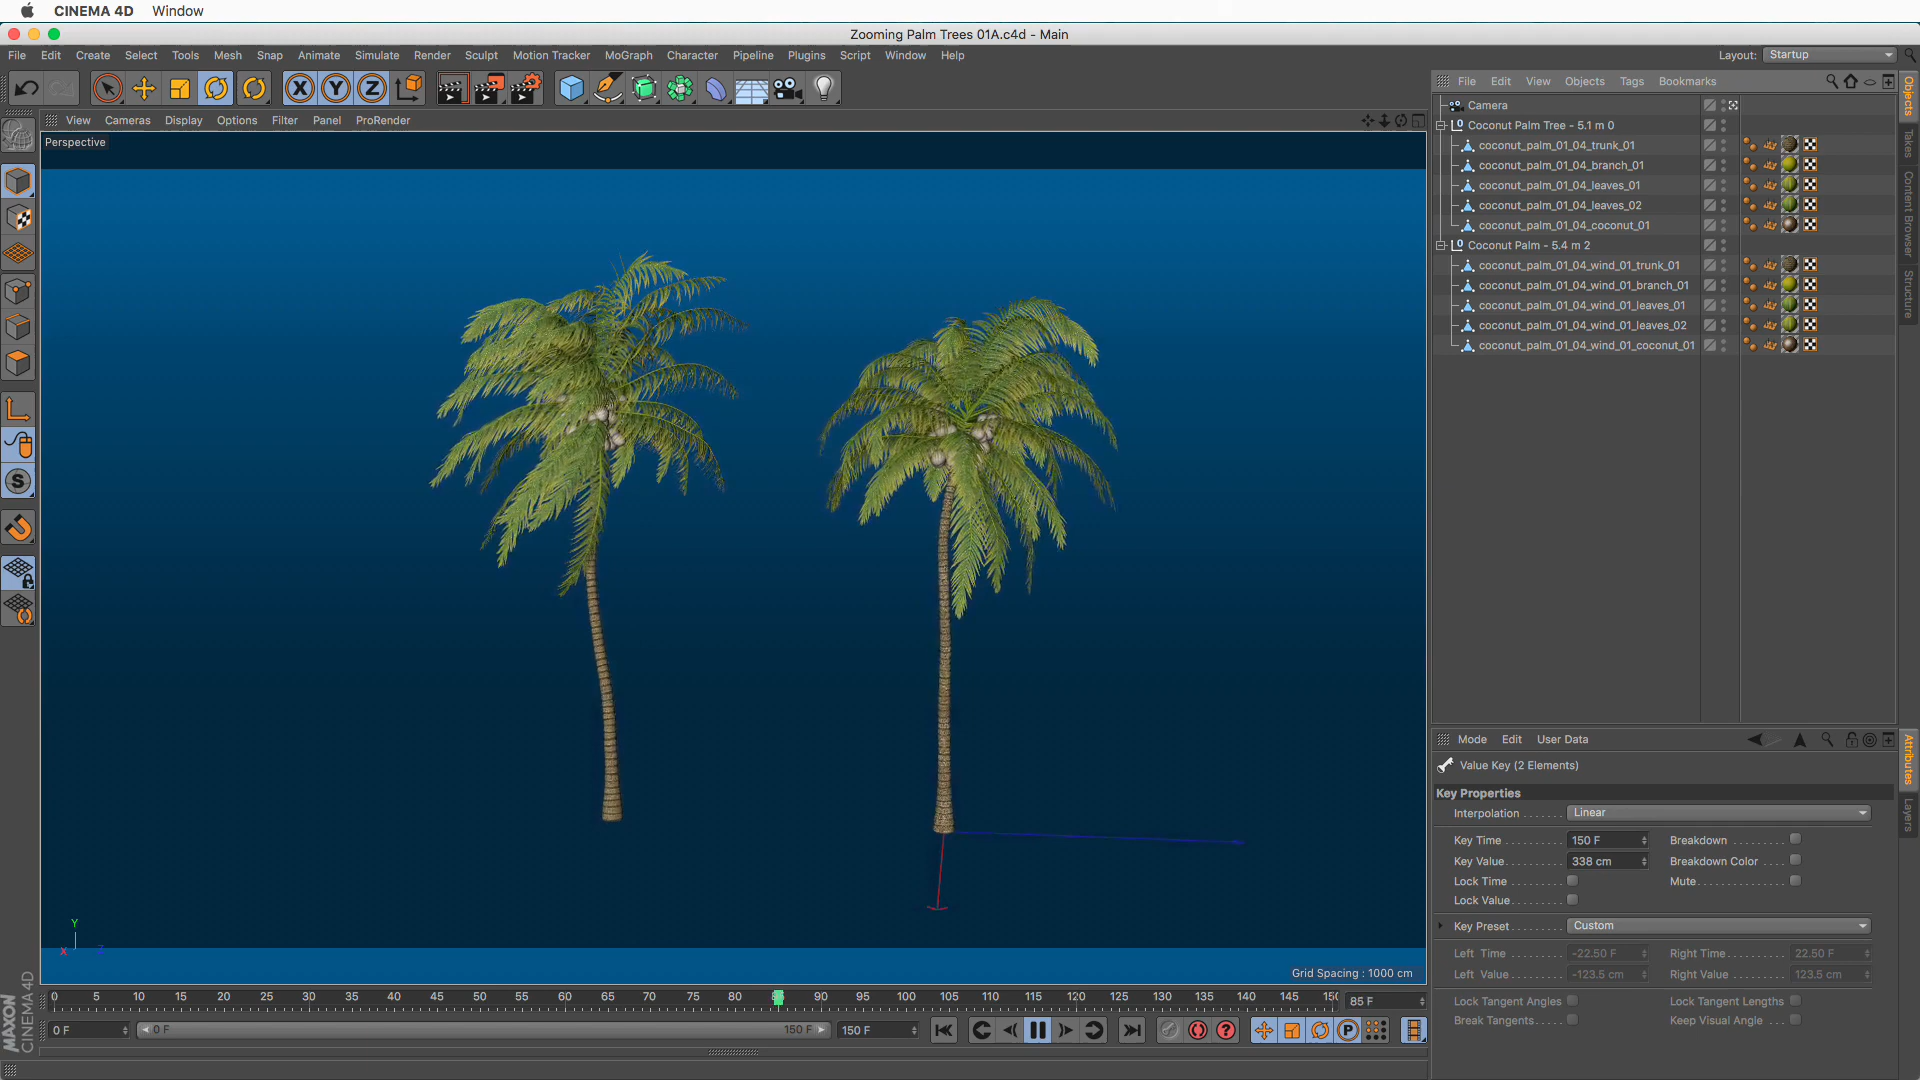 CINEMA 4D Window
Zooming Palm Trees 01A.c4d - Main
File Edit Create Select Tools Mesh Snap Animate Simulate Render Sculpt Motion Tracker MoGraph Character Pipeline Plugins Script Window Help
Layout: Startup
File Edit View Objects Tags Bookmarks
View Cameras Display Options Filter Panel ProRender
Perspective
Camera
Coconut Palm Tree - 5.1 m 0
coconut_palm_01_04_trunk_01
coconut_palm_01_04_branch_01
coconut_palm_01_04_leaves_01
coconut_palm_01_04_leaves_02
coconut_palm_01_04_coconut_01
Coconut Palm - 5.4 m 2
coconut_palm_01_04_wind_01_trunk_01
coconut_palm_01_04_wind_01_branch_01
coconut_palm_01_04_wind_01_leaves_01
coconut_palm_01_04_wind_01_leaves_02
coconut_palm_01_04_wind_01_coconut_01
Objects
Takes
Content Browser
Structure
Mode Edit User Data
Value Key (2 Elements)
Key Properties
Interpolation . . . . . . . Linear
Key Time . . . . . . . . . . 150 F Breakdown . . . . . . . . .
Key Value. . . . . . . . . . 338 cm Breakdown Color . . . .
Lock Time . . . . . . . . . Mute. . . . . . . . . . . . . . .
Lock Value. . . . . . . . .
Key Preset. . . . . . . . . Custom
Left Time . . . . . . . . . -22.50 F Right Time. . . . . . . . . . 22.50 F
Left Value . . . . . . . . -123.5 cm Right Value . . . . . . . . 123.5 cm
Lock Tangent Angles Lock Tangent Lengths
Break Tangents. . . . . Keep Visual Angle . . .
Attributes
Layers
Y
X Z
Grid Spacing : 1000 cm
0 5 10 15 20 25 30 35 40 45 50 55 60 65 70 75 80 85 90 95 100 105 110 115 120 125 130 135 140 145 150 85 F
0 F 0 F 150 F 150 F
MAXON
CINEMA 4D